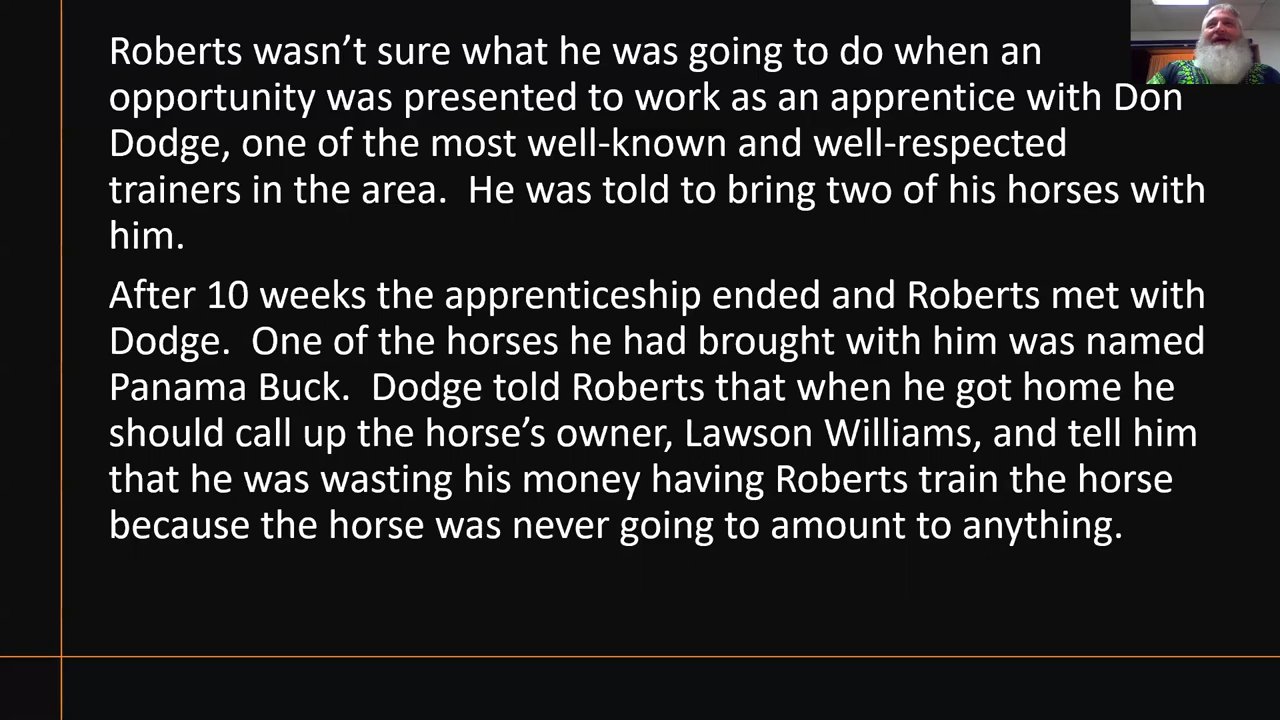 Roberts wasn’t sure what he was going to do when an
opportunity was presented to work as an apprentice with Don
Dodge, one of the most well-known and well-respected
trainers in the area.  He was told to bring two of his horses with
him.
After 10 weeks the apprenticeship ended and Roberts met with
Dodge.  One of the horses he had brought with him was named
Panama Buck.  Dodge told Roberts that when he got home he
should call up the horse’s owner, Lawson Williams, and tell him
that he was wasting his money having Roberts train the horse
because the horse was never going to amount to anything.